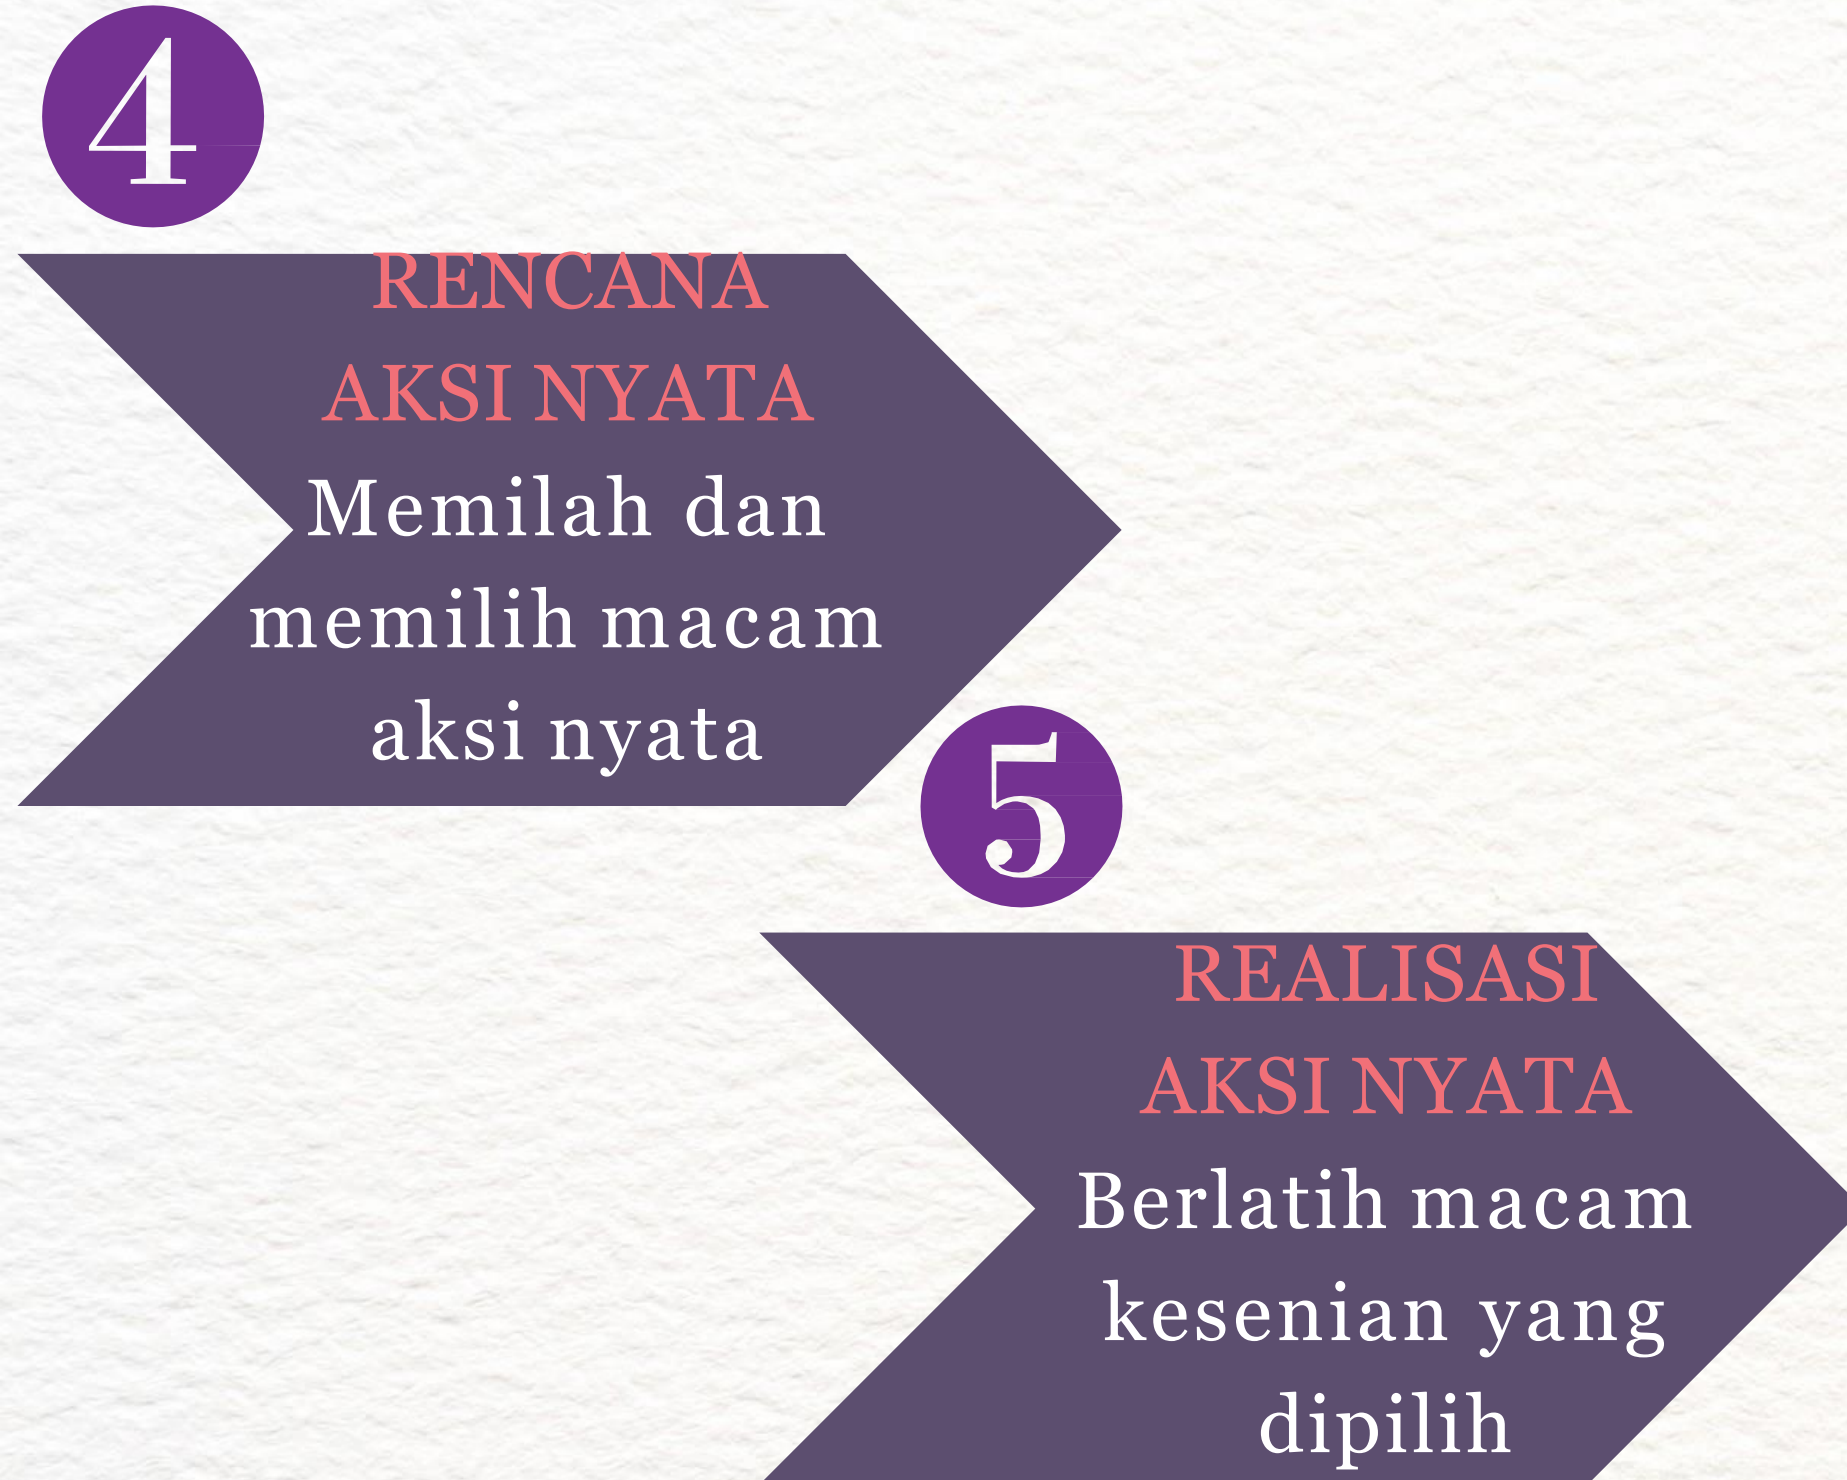 4
RENCANA
AKSI NYATA
Memilah dan
memilih macam
aksi nyata
5
REALISASI
AKSI NYATA
Berlatih macam
kesenian yang
dipilih